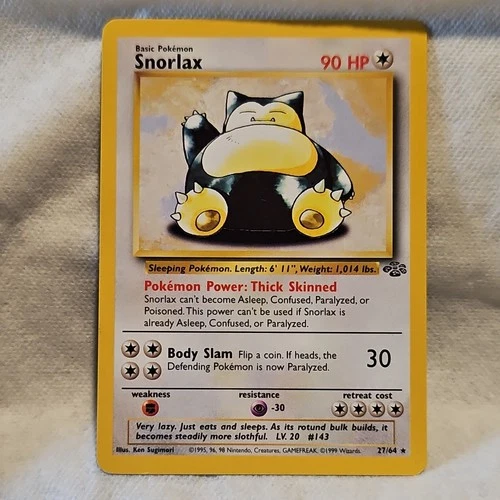 Basic Pokémon
Snorlax 90 HP
Sleeping Pokémon. Length: 6' 11", Weight: 1,014 lbs.
Pokémon Power: Thick Skinned
Snorlax can't become Asleep, Confused, Paralyzed, or
Poisoned. This power can't be used if Snorlax is
already Asleep, Confused, or Paralyzed.
Body Slam Flip a coin. If heads, the 30
Defending Pokémon is now Paralyzed.
weakness resistance retreat cost
-30
Very lazy. Just eats and sleeps. As its rotund bulk builds, it
becomes steadily more slothful. LV. 20 #143
Illus. Ken Sugimori ©1995, 96, 98 Nintendo, Creatures, GAMEFREAK. ©1999 Wizards. 27/64 ★